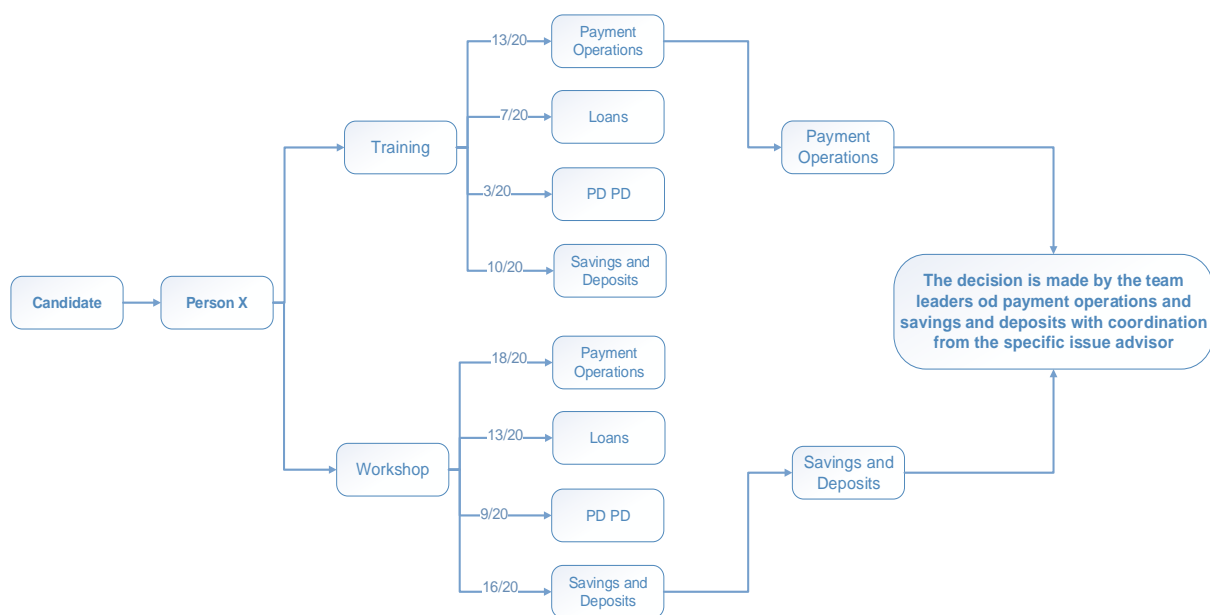 13/20
Payment
Operations
7/20
Loans
Training
Payment
Operations
3/20
PD PD
10/20
Savings and
Deposits
Candidate
Person X
The decision is made by the team
leaders od payment operations and
savings and deposits with coordination
from the specific issue advisor
18/20
Payment
Operations
13/20
Loans
Workshop
Savings and
Deposits
9/20
PD PD
16/20
Savings and
Deposits